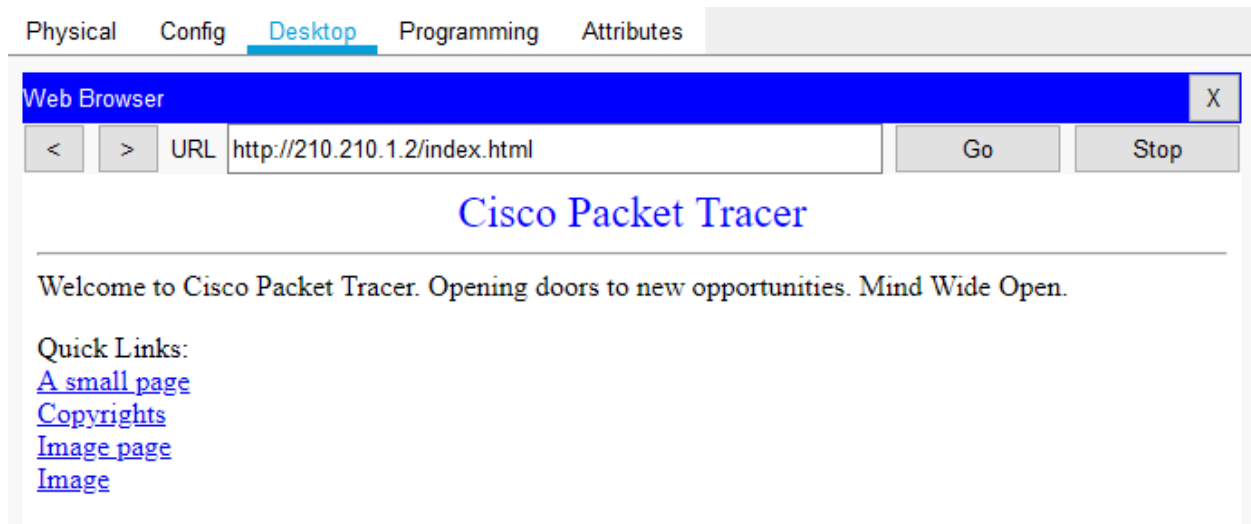 Physical Config Desktop Programming Attributes
Web Browser X
< > URL http://210.210.1.2/index.html Go Stop
Cisco Packet Tracer
Welcome to Cisco Packet Tracer. Opening doors to new opportunities. Mind Wide Open.
Quick Links:
A small page
Copyrights
Image page
Image